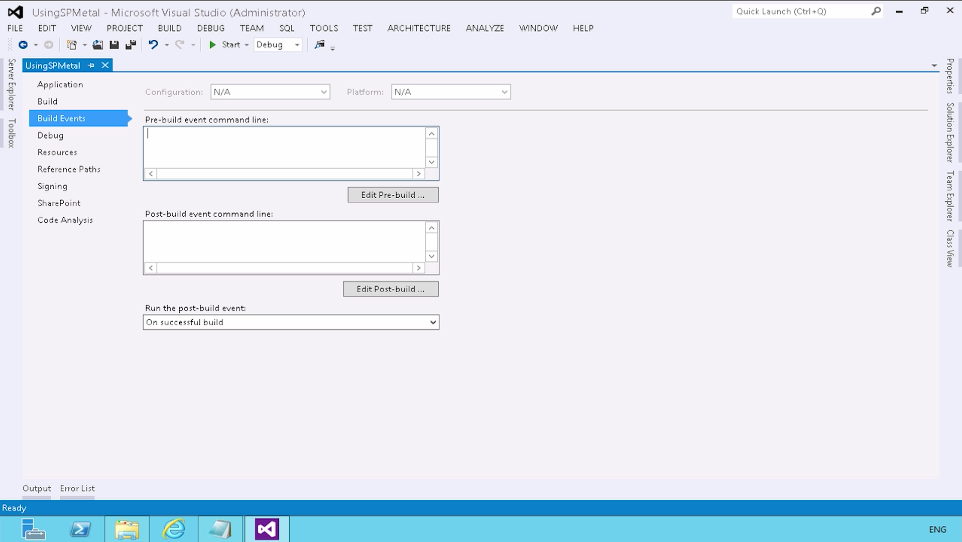 UsingSPMetal - Microsoft Visual Studio (Administrator)
Quick Launch (Ctrl+Q)
FILE EDIT VIEW PROJECT BUILD DEBUG TEAM SQL TOOLS TEST ARCHITECTURE ANALYZE WINDOW HELP
Start Debug
UsingSPMetal
Server Explorer
Toolbox
Application
Build
Build Events
Debug
Resources
Reference Paths
Signing
SharePoint
Code Analysis
Configuration: N/A Platform: N/A
Pre-build event command line:
Edit Pre-build ...
Post-build event command line:
Edit Post-build ...
Run the post-build event:
On successful build
Properties
Solution Explorer
Team Explorer
Class View
Output Error List
Ready
ENG